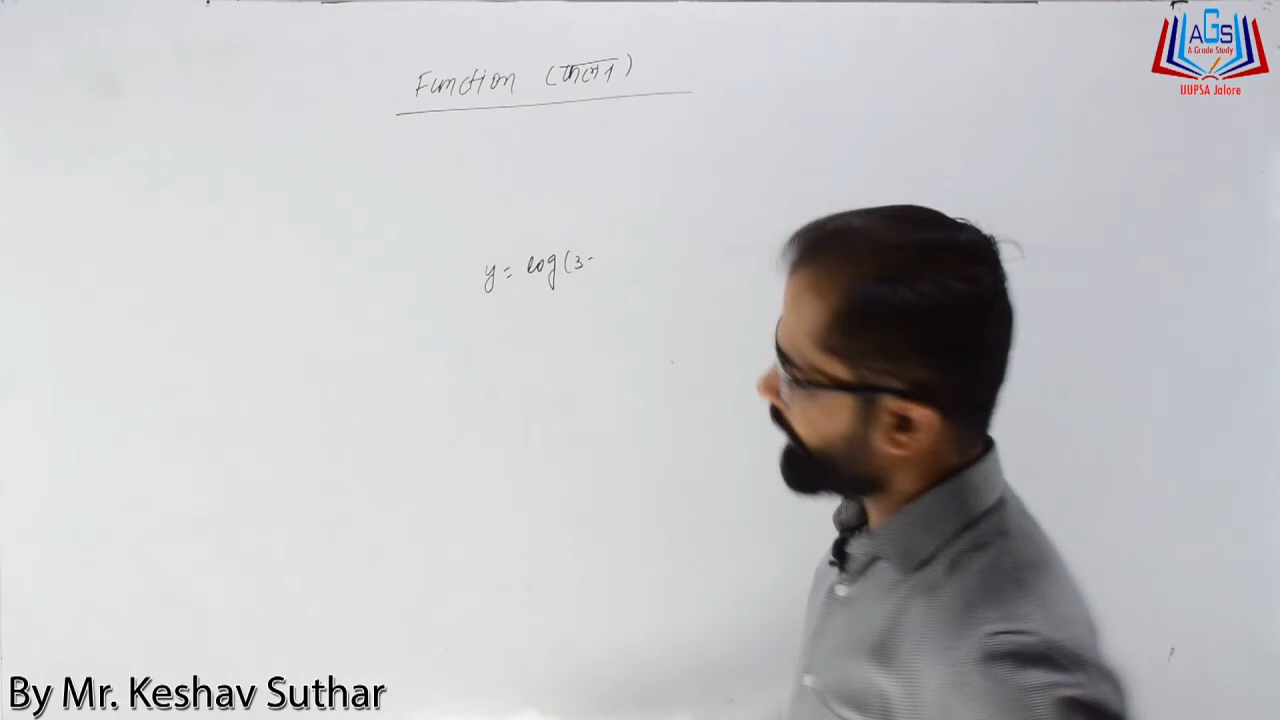 Function (फलन)
y = log(3-
AGS
A Grade Study
UUPSA Jalore
By Mr. Keshav Suthar